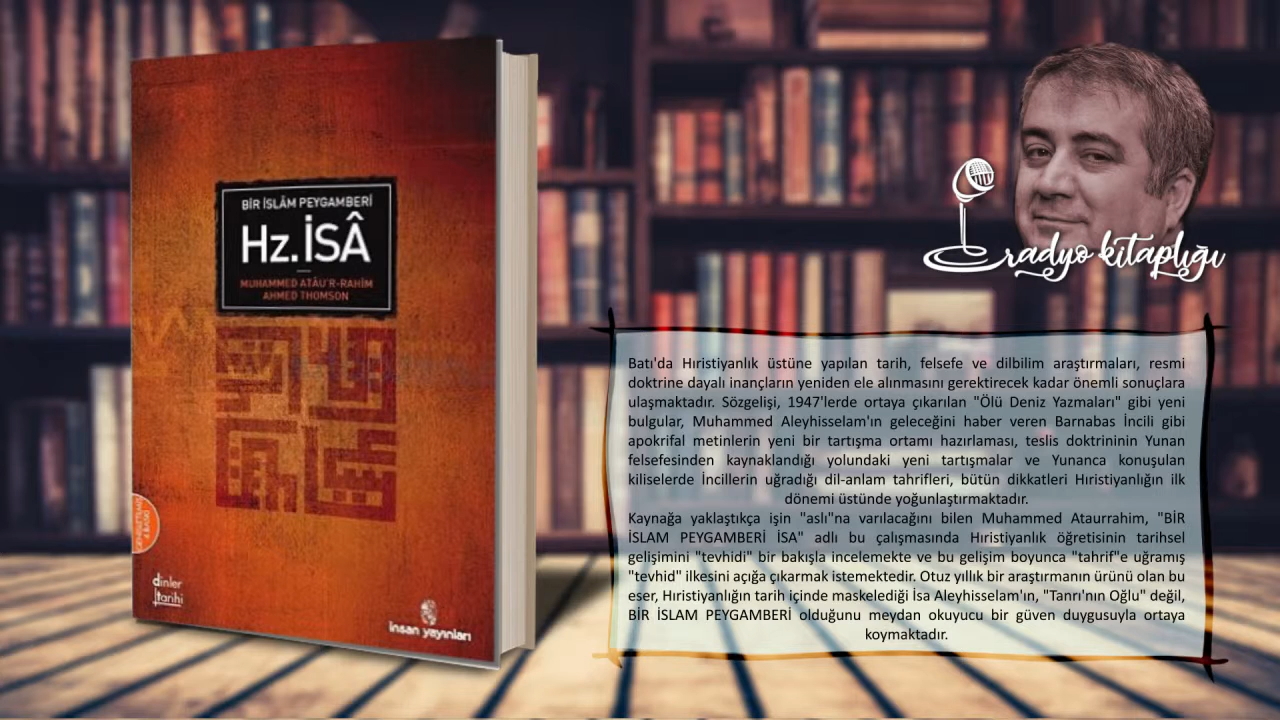 BİR İSLÂM PEYGAMBERİ
Hz. İSÂ
MUHAMMED ATÂU'R-RAHİM
AHMED THOMSON
dinler
tarihi
insan yayınları
radyo kitaplığı
Batı'da Hıristiyanlık üstüne yapılan tarih, felsefe ve dilbilim araştırmaları, resmi
doktrine dayalı inançların yeniden ele alınmasını gerektirecek kadar önemli sonuçlara
ulaşmaktadır. Sözgelişi, 1947'lerde ortaya çıkarılan "Ölü Deniz Yazmaları" gibi yeni
bulgular, Muhammed Aleyhisselam'ın geleceğini haber veren Barnabas İncili gibi
apokrifal metinlerin yeni bir tartışma ortamı hazırlaması, teslis doktrininin Yunan
felsefesinden kaynaklandığı yolundaki yeni tartışmalar ve Yunanca konuşulan
kiliselerde İncillerin uğradığı dil-anlam tahrifleri, bütün dikkatleri Hıristiyanlığın ilk
dönemi üstünde yoğunlaştırmaktadır.
Kaynağa yaklaştıkça işin "aslı"na varılacağını bilen Muhammed Ataurrahim, "BİR
İSLAM PEYGAMBERİ İSA" adlı bu çalışmasında Hıristiyanlık öğretisinin tarihsel
gelişimini "tevhidi" bir bakışla incelemekte ve bu gelişim boyunca "tahrif"e uğramış
"tevhid" ilkesini açığa çıkarmak istemektedir. Otuz yıllık bir araştırmanın ürünü olan bu
eser, Hıristiyanlığın tarih içinde maskelediği İsa Aleyhisselam'ın, "Tanrı'nın Oğlu" değil,
BİR İSLAM PEYGAMBERİ olduğunu meydan okuyucu bir güven duygusuyla ortaya
koymaktadır.